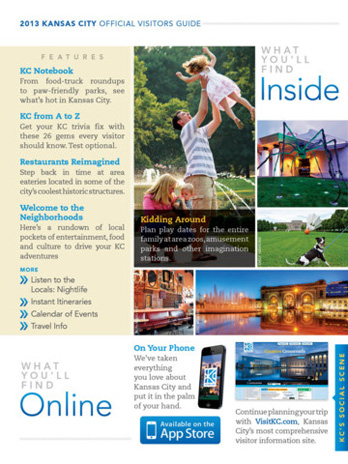 2013 KANSAS CITY OFFICIAL VISITORS GUIDE
FEATURES
KC Notebook
From food-truck roundups
to paw-friendly parks, see
what's hot in Kansas City.
KC from A to Z
Get your KC trivia fix with
these 26 gems every visitor
should know. Test optional.
Restaurants Reimagined
Step back in time at area
eateries located in some of the
city's coolest historic structures.
Welcome to the
Neighborhoods
Here's a rundown of local
pockets of entertainment, food
and culture to drive your KC
adventures
MORE
Listen to the
Locals: Nightlife
Instant Itineraries
Calendar of Events
Travel Info
WHAT
YOU'LL
FIND
Inside
Kidding Around
Plan play dates for the entire
family at area zoos, amusement
parks and other imagination
stations.
WHAT
YOU'LL
FIND
Online
On Your Phone
We've taken
everything
you love about
Kansas City and
put it in the palm
of your hand.
Available on the
App Store
Continue planning your trip
with VisitKC.com, Kansas
City's most comprehensive
visitor information site.
KC'S SOCIAL SCENE